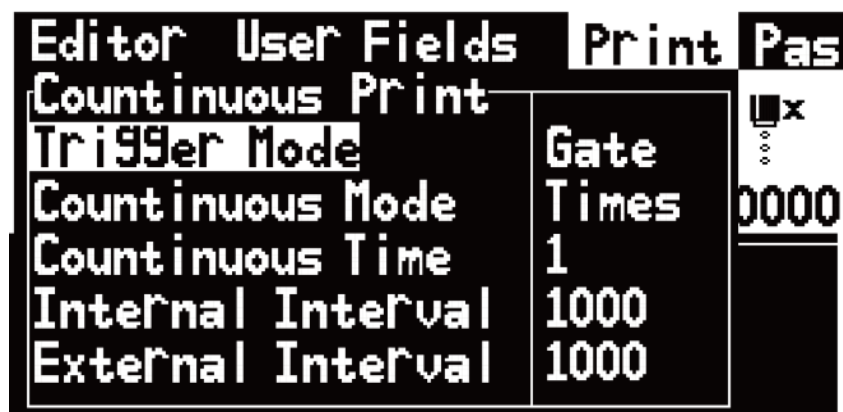 Editor User Fields Print Pas
Countinuous Print
x
Trigger Mode Gate
Countinuous Mode Times
0000
Countinuous Time 1
Internal Interval 1000
External Interval 1000